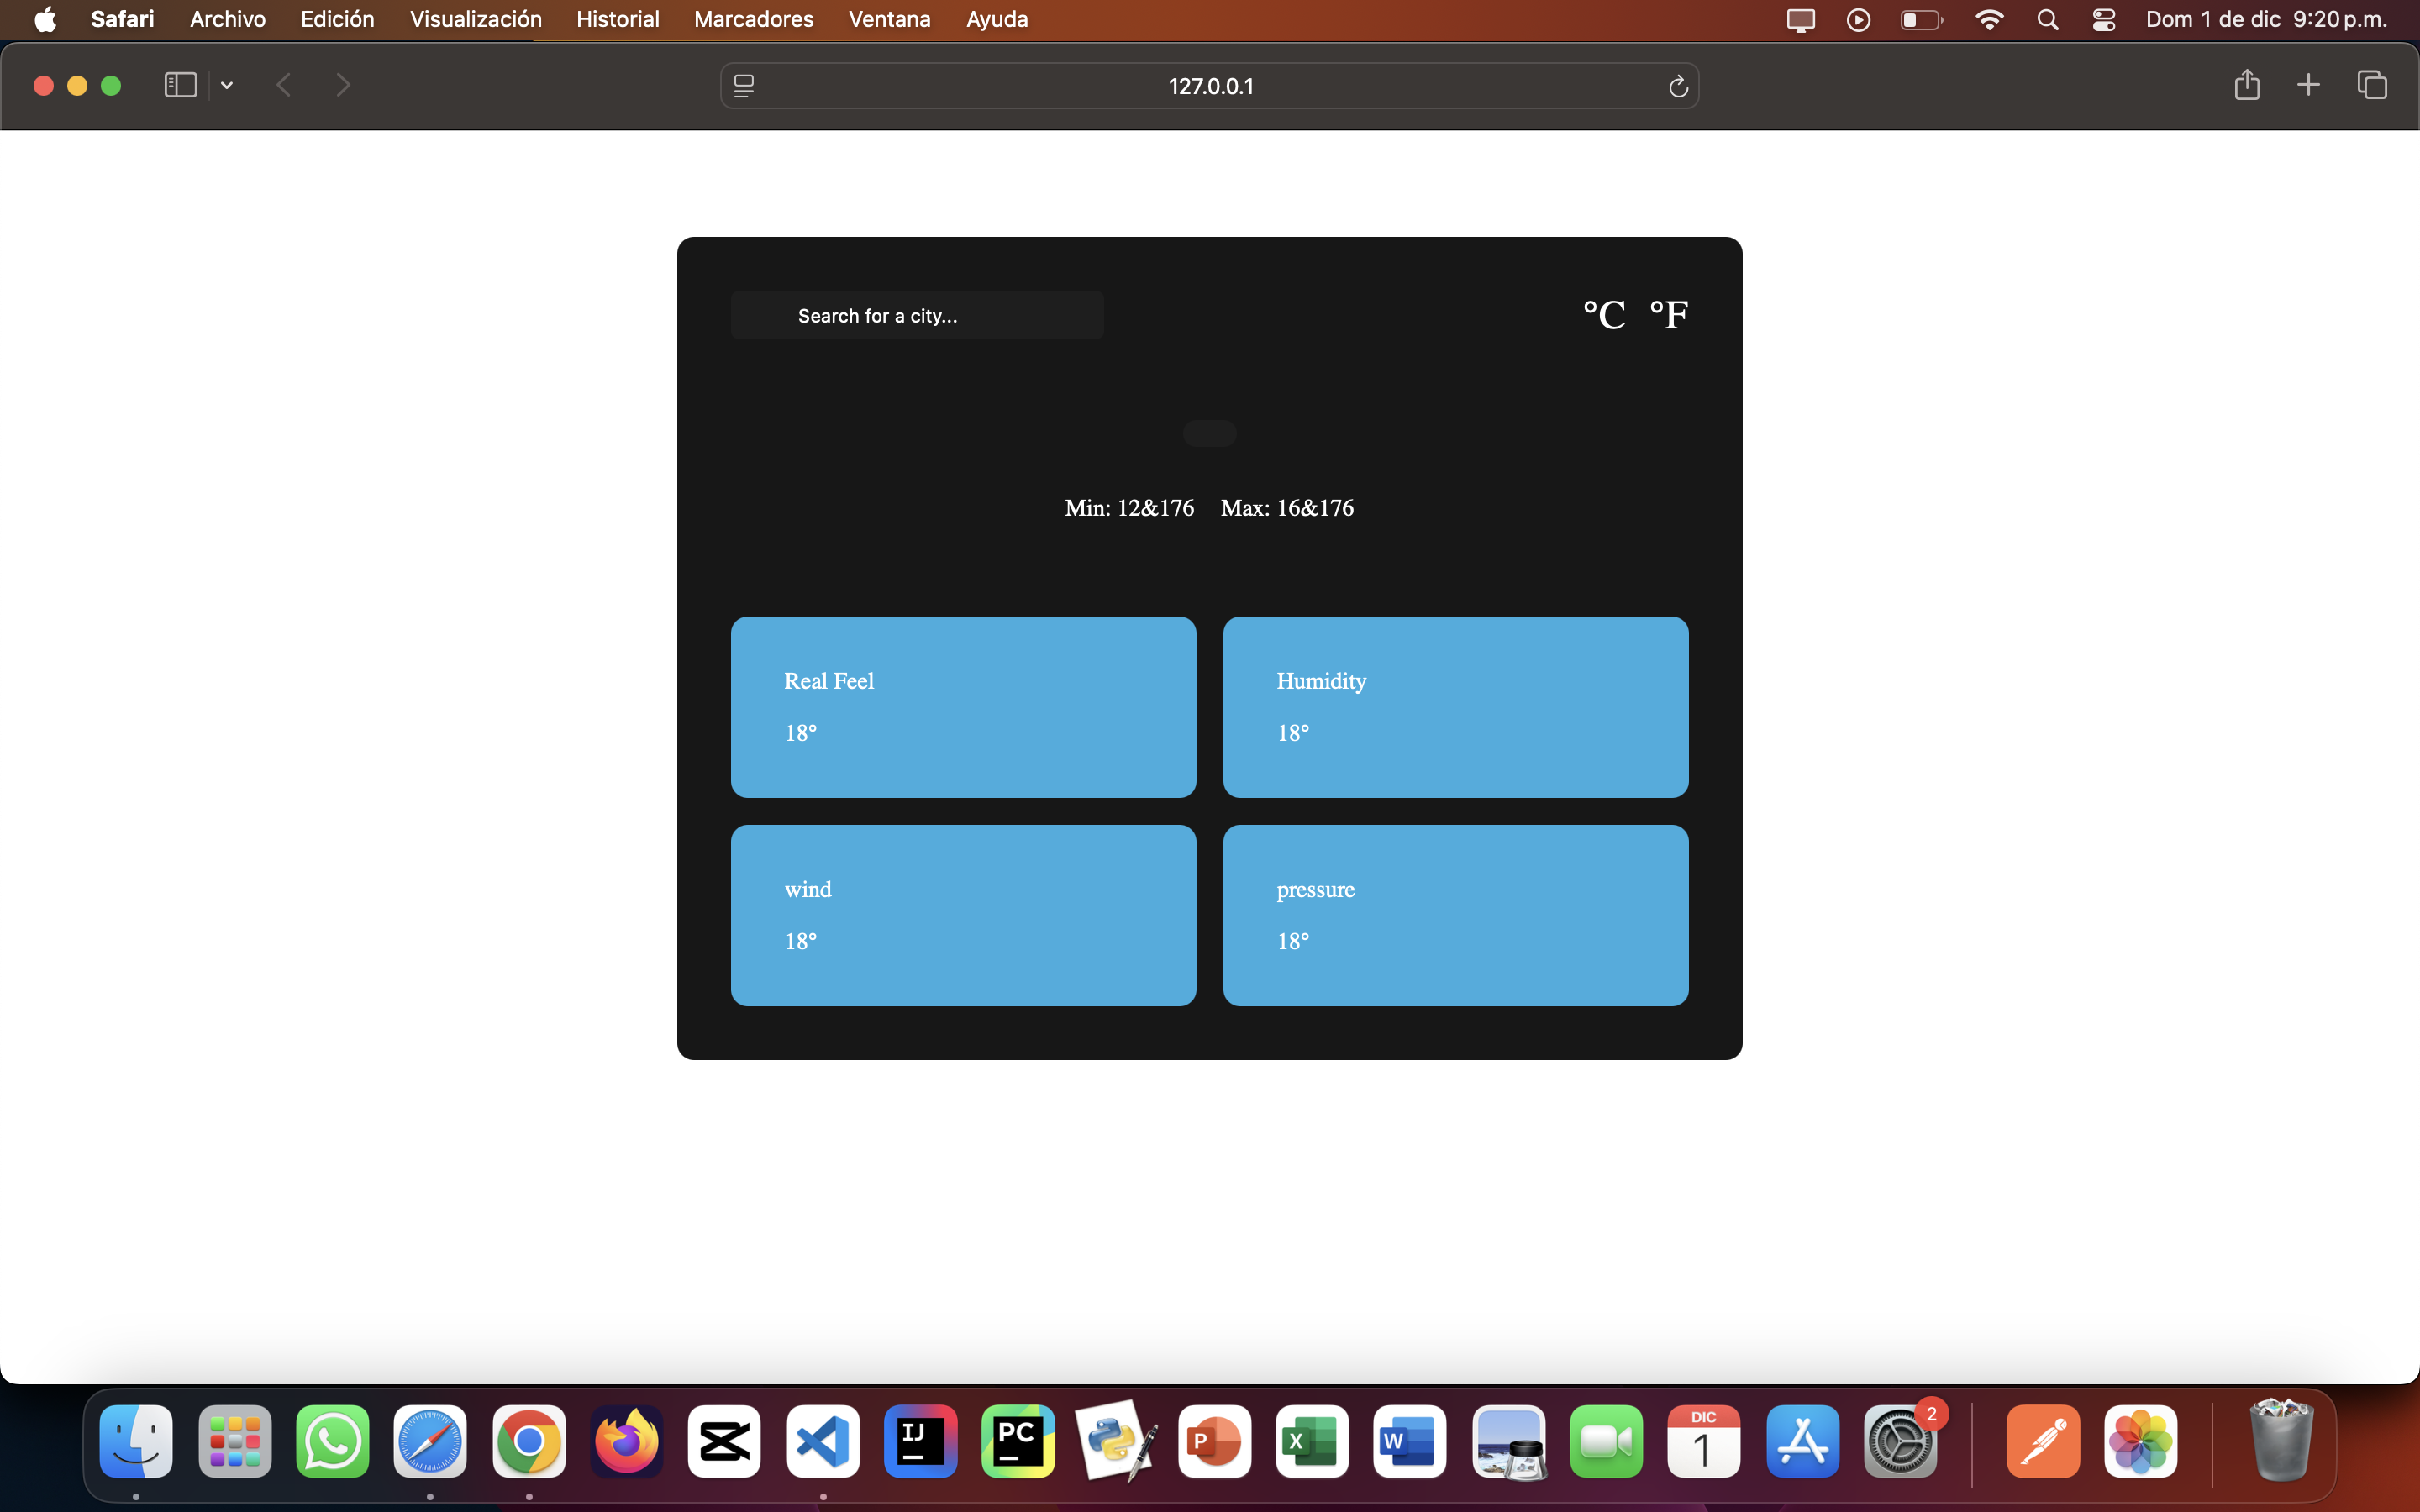 Safari Archivo Edición Visualización Historial Marcadores Ventana Ayuda Dom 1 de dic 9:20 p.m.
127.0.0.1
Search for a city... °C °F
Min: 12&176 Max: 16&176
Real Feel
18°
Humidity
18°
wind
18°
pressure
18°
IJ
PC
P
X
W
DIC
1
2